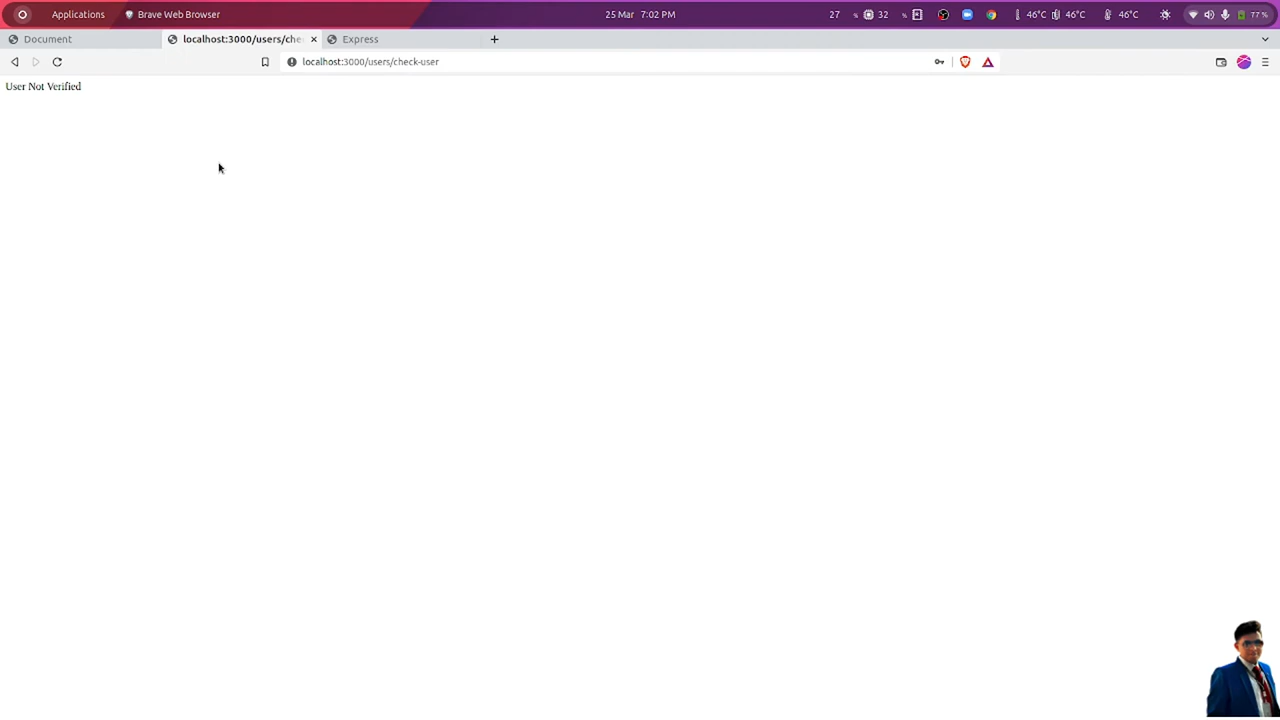 Applications Brave Web Browser 25 Mar 7:02 PM 27 % 32 % 46°C 46°C 46°C 77 %
Document localhost:3000/users/che Express
localhost:3000/users/check-user
User Not Verified